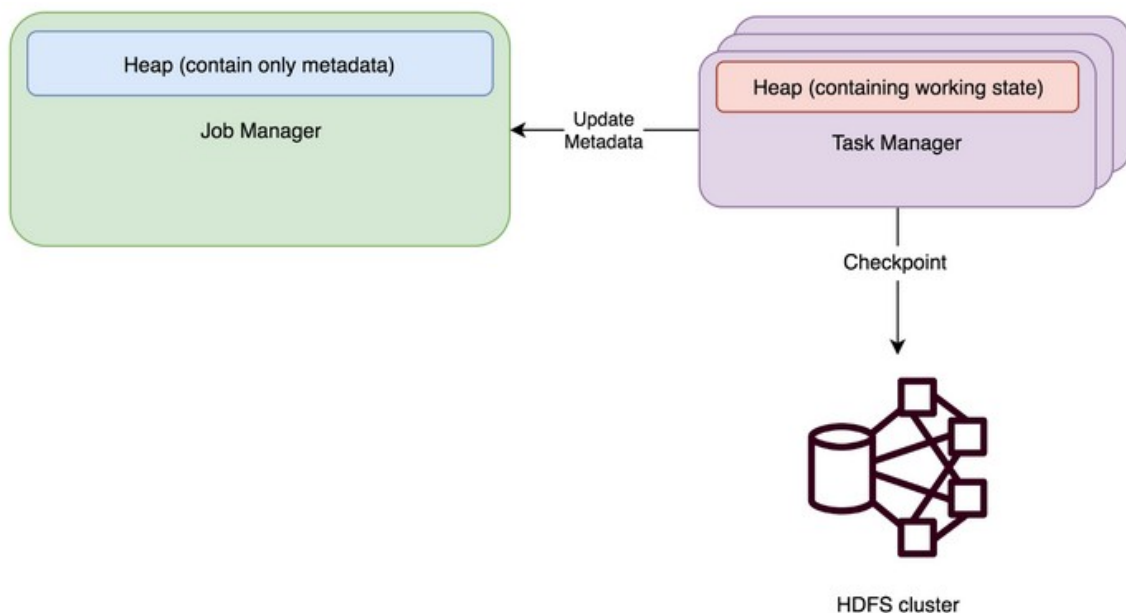 Heap (contain only metadata)
Job Manager
Update
Metadata
Heap (containing working state)
Task Manager
Checkpoint
HDFS cluster